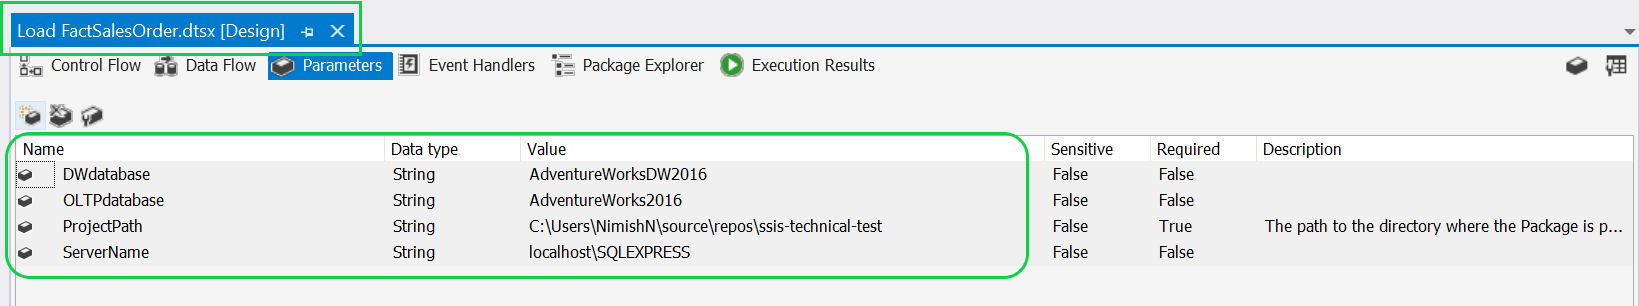 Load FactSalesOrder.dtsx [Design]
Control Flow Data Flow Parameters Event Handlers Package Explorer Execution Results
Name Data type Value Sensitive Required Description
DWdatabase String AdventureWorksDW2016 False False
OLTPdatabase String AdventureWorks2016 False False
ProjectPath String C:\Users\NimishN\source\repos\ssis-technical-test False True The path to the directory where the Package is p...
ServerName String localhost\SQLEXPRESS False False